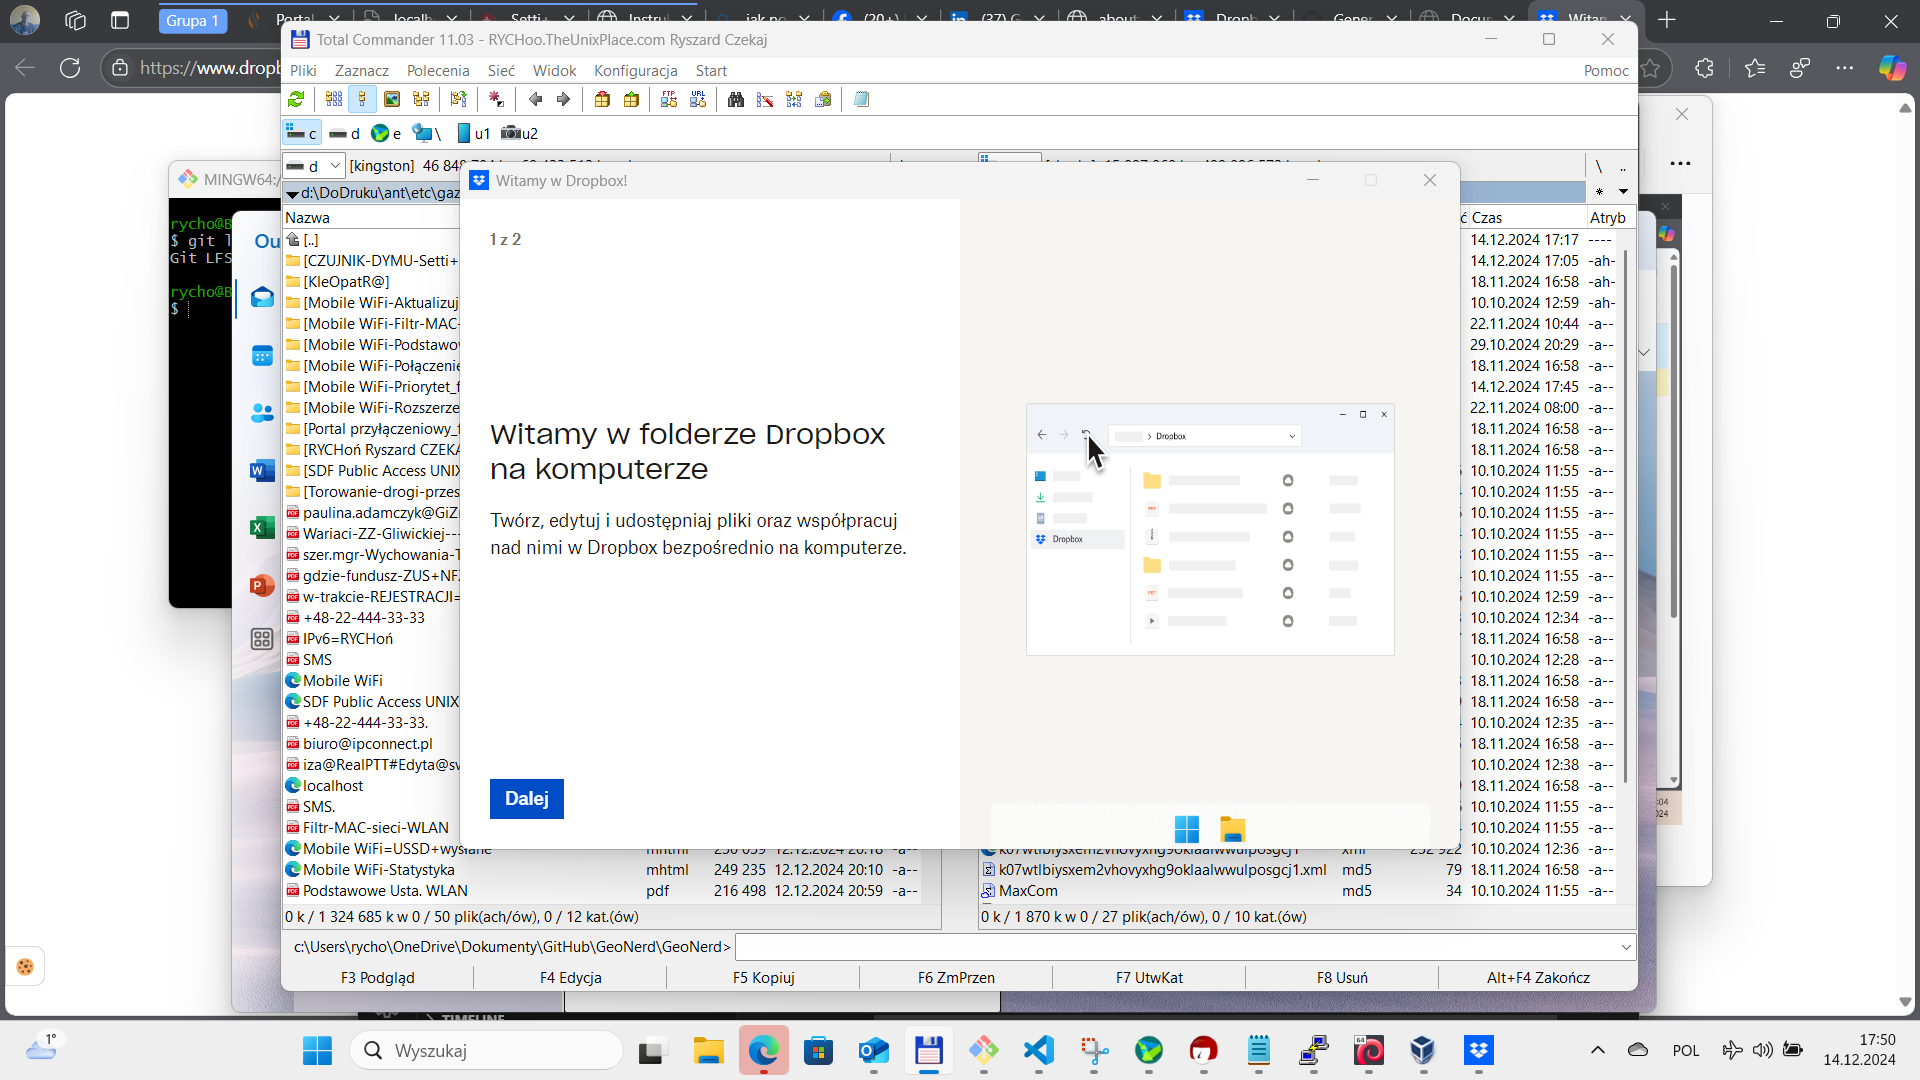 Grupa 1
Portal
localh
Setti+
Instru
jak po
(20+)
(37) G
about
Dropb
Gener
Docur
Witam
https://www.dropb
Total Commander 11.03 - RYCHoo.TheUnixPlace.com Ryszard Czekaj
Pliki Zaznacz Polecenia Sieć Widok Konfiguracja Start Pomoc
FTP URL
c d e \ u1 u2
d [kingston] 46 848
\ ..
d:\DoDruku\ant\etc\gaz
* 
Nazwa
Czas Atryb
[..]
[CZUJNIK-DYMU-Setti+
[KleOpatR@]
[Mobile WiFi-Aktualizuj
[Mobile WiFi-Filtr-MAC-
[Mobile WiFi-Podstawow
[Mobile WiFi-Połączenie
[Mobile WiFi-Priorytet_f
[Mobile WiFi-Rozszerze
[Portal przyłączeniowy_f
[RYCHoń Ryszard CZEKA
[SDF Public Access UNIX
[Torowanie-drogi-przes
paulina.adamczyk@GiZ
Wariaci-ZZ-Gliwickiej---
szer.mgr-Wychowania-T
gdzie-fundusz-ZUS+NFZ
w-trakcie-REJESTRACJI=
+48-22-444-33-33
IPv6=RYCHoń
SMS
Mobile WiFi
SDF Public Access UNIX
+48-22-444-33-33.
biuro@ipconnect.pl
iza@RealPTT#Edyta@sv
localhost
SMS.
Filtr-MAC-sieci-WLAN
Mobile WiFi=USSD+wysłane mhtml 12.12.2024 20:18 -a--
Mobile WiFi-Statystyka mhtml 249 235 12.12.2024 20:10 -a--
Podstawowe Usta. WLAN pdf 216 498 12.12.2024 20:59 -a--
0 k / 1 324 685 k w 0 / 50 plik(ach/ów), 0 / 12 kat.(ów)
14.12.2024 17:17 ----
14.12.2024 17:05 -ah-
18.11.2024 16:58 -ah-
10.10.2024 12:59 -ah-
22.11.2024 10:44 -a--
29.10.2024 20:29 -a--
18.11.2024 16:58 -a--
14.12.2024 17:45 -a--
22.11.2024 08:00 -a--
18.11.2024 16:58 -a--
18.11.2024 16:58 -a--
10.10.2024 11:55 -a--
10.10.2024 11:55 -a--
10.10.2024 11:55 -a--
10.10.2024 11:55 -a--
10.10.2024 11:55 -a--
10.10.2024 11:55 -a--
10.10.2024 12:59 -a--
10.10.2024 12:34 -a--
18.11.2024 16:58 -a--
10.10.2024 12:28 -a--
18.11.2024 16:58 -a--
18.11.2024 16:58 -a--
10.10.2024 12:35 -a--
18.11.2024 16:58 -a--
10.10.2024 12:38 -a--
18.11.2024 16:58 -a--
10.10.2024 11:55 -a--
10.10.2024 11:55 -a--
k07wtlbiysxem2vhovyxhg9oklaalwwulposgcj1 xml 252 922 10.10.2024 12:36 -a--
k07wtlbiysxem2vhovyxhg9oklaalwwulposgcj1.xml md5 79 18.11.2024 16:58 -a--
MaxCom md5 34 10.10.2024 11:55 -a--
0 k / 1 870 k w 0 / 27 plik(ach/ów), 0 / 10 kat.(ów)
c:\Users\rycho\OneDrive\Dokumenty\GitHub\GeoNerd\GeoNerd>
F3 Podgląd F4 Edycja F5 Kopiuj F6 ZmPrzen F7 UtwKat F8 Usuń Alt+F4 Zakończ
Witamy w Dropbox!
1 z 2
Witamy w folderze Dropbox
na komputerze
Twórz, edytuj i udostępniaj pliki oraz współpracuj
nad nimi w Dropbox bezpośrednio na komputerze.
Dalej
> Dropbox
Dropbox
MINGW64:/
rycho@B
$ git l
Git LFS
rycho@B
$
Ou
TIMELINE
1°
Wyszukaj
POL
17:50
14.12.2024